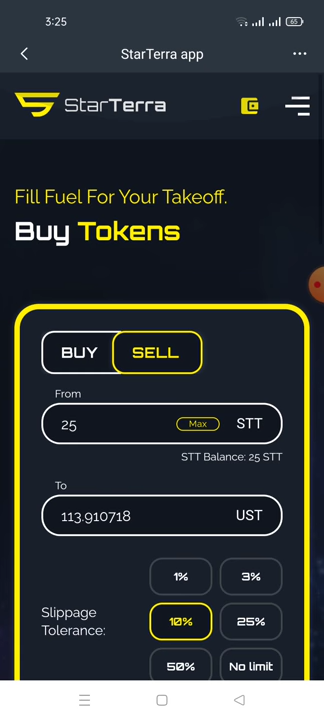 3:25
65
StarTerra app
StarTerra
Fill Fuel For Your Takeoff.
Buy Tokens
BUY
SELL
From
25
Max
STT
STT Balance: 25 STT
To
113.910718
UST
1%
3%
Slippage
Tolerance:
10%
25%
50%
No limit